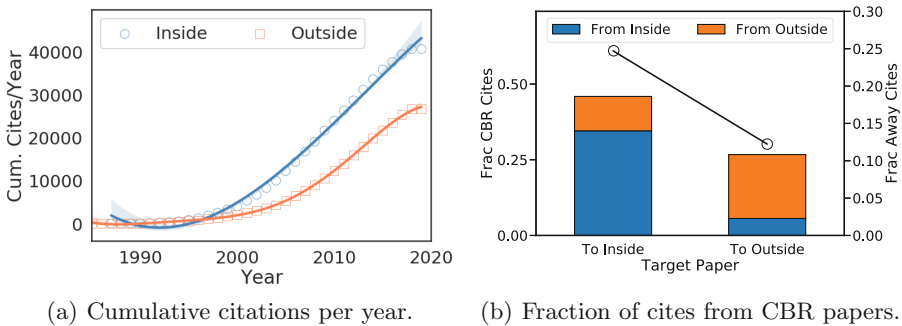 Inside Outside
40000
30000
20000
10000
0
Cum. Cites/Year
1990 2000 2010 2020
Year
(a) Cumulative citations per year.
From Inside From Outside
0.50
0.25
0.00
Frac CBR Cites
0.30
0.25
0.20
0.15
0.10
0.05
0.00
Frac Away Cites
To Inside To Outside
Target Paper
(b) Fraction of cites from CBR papers.